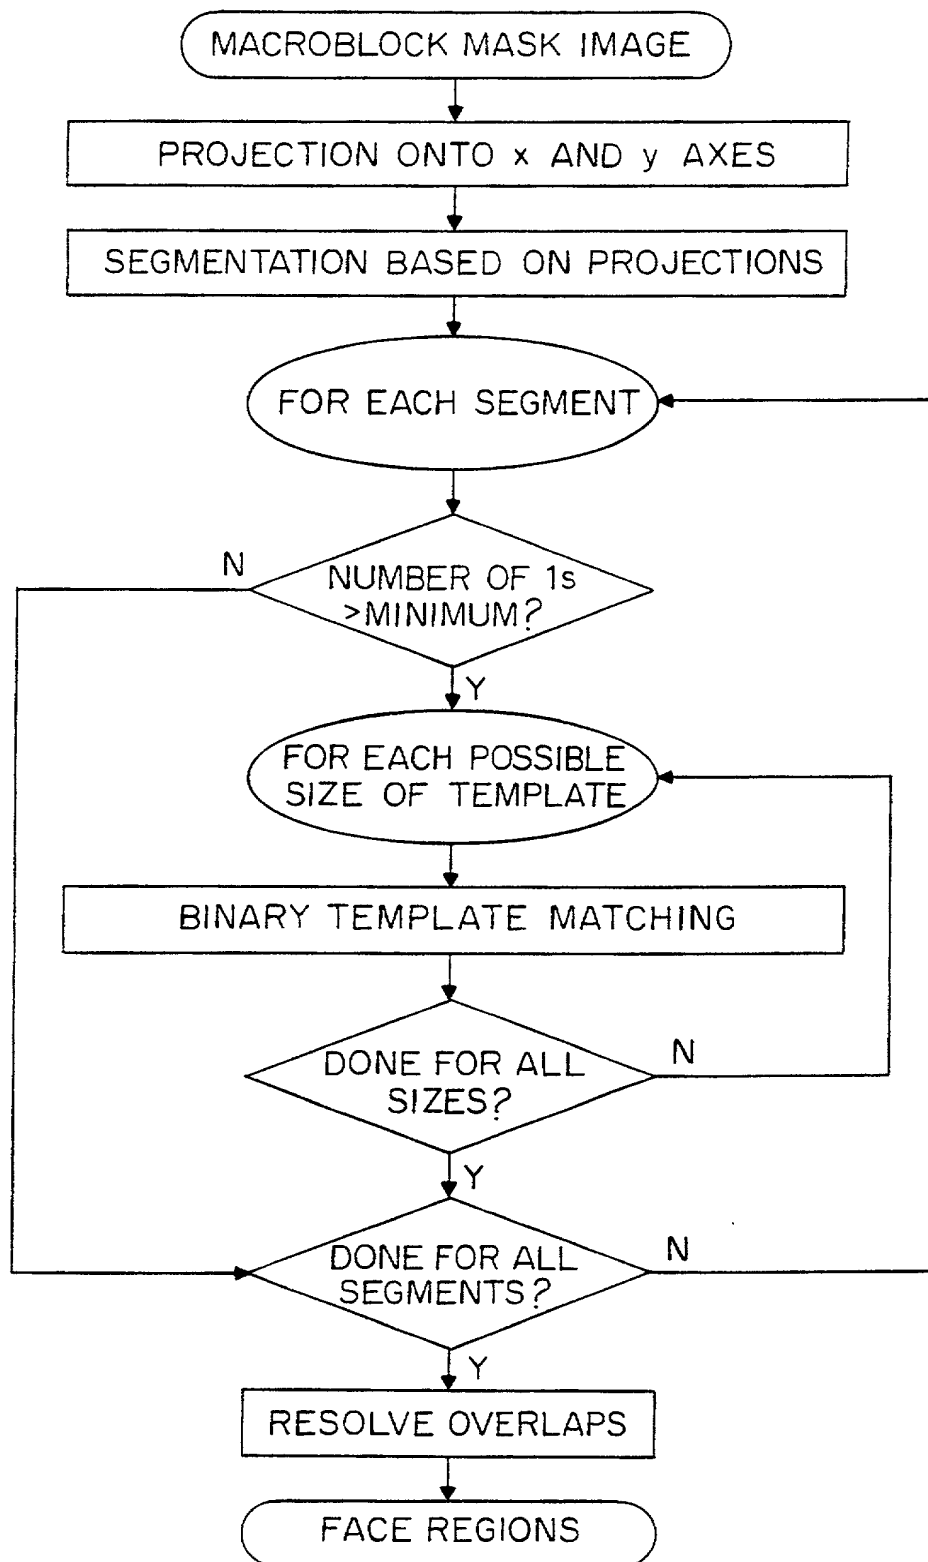 MACROBLOCK MASK IMAGE
PROJECTION ONTO x AND y AXES
SEGMENTATION BASED ON PROJECTIONS
FOR EACH SEGMENT
N
NUMBER OF 1s
>MINIMUM?
Y
FOR EACH POSSIBLE
SIZE OF TEMPLATE
BINARY TEMPLATE MATCHING
DONE FOR ALL
SIZES?
N
Y
DONE FOR ALL
SEGMENTS?
N
Y
RESOLVE OVERLAPS
FACE REGIONS